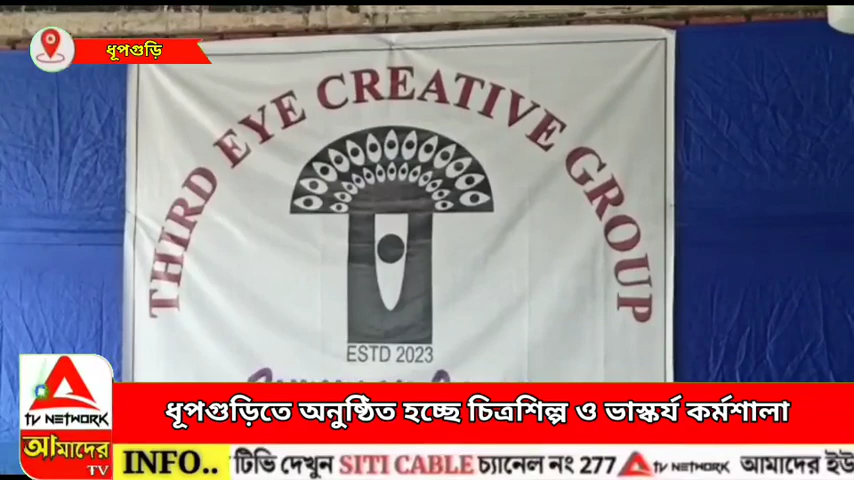 ধূপগুড়ি
THIRD EYE CREATIVE GROUP
ESTD 2023
ধূপগুড়িতে অনুষ্ঠিত হচ্ছে চিত্রশিল্প ও ভাস্কর্য কর্মশালা
TV NETWORK
আমাদের
TV
INFO.. টিভি দেখুন SITI CABLE চ্যানেল নং 277 TV NETWORK আমাদের